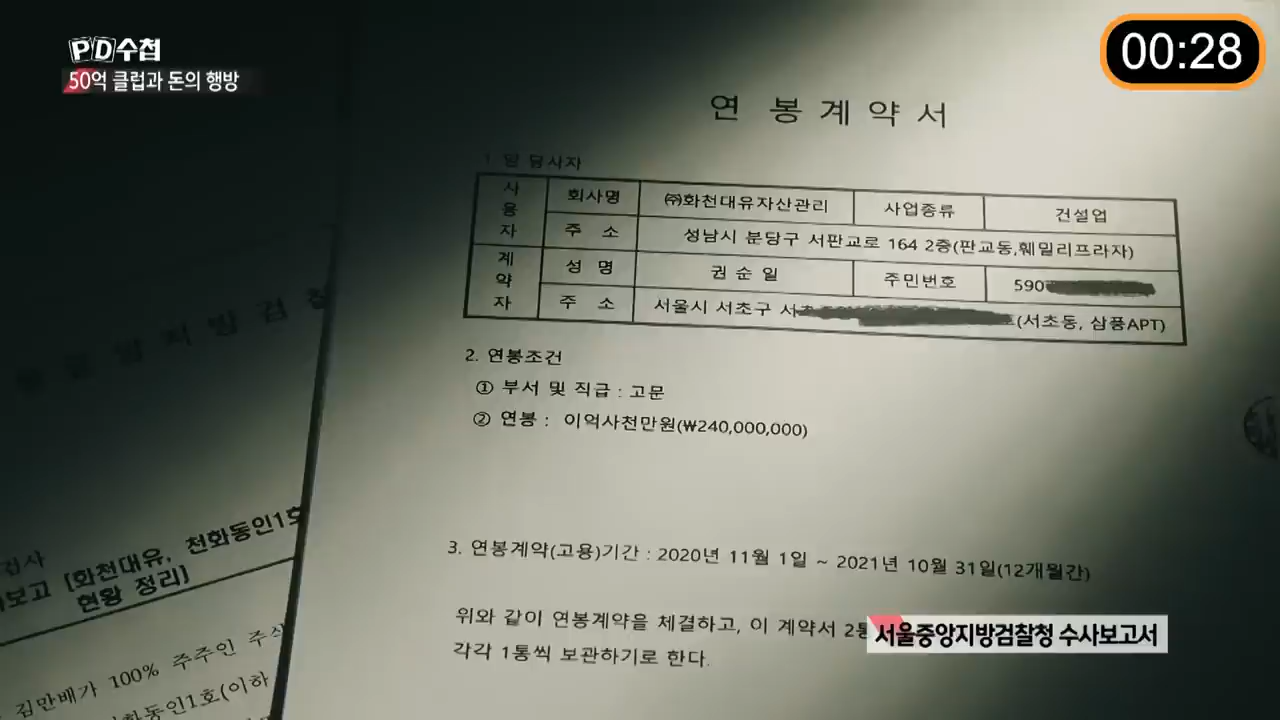 PD수첩
50억 클럽과 돈의 행방
00:28
연 봉 계 약 서
사용자 회사명 ㈜화천대유자산관리 사업종류 건설업
주 소 성남시 분당구 서판교로 164 2층(판교동,훼밀리프라자)
계약자 성 명 권 순 일 주민번호 590
주 소 서울시 서초구 (서초동, 삼풍APT)
2. 연봉조건
① 부서 및 직급 : 고문
② 연봉 : 이억사천만원(₩240,000,000)
3. 연봉계약(고용)기간 : 2020년 11월 1일 ~ 2021년 10월 31일(12개월간)
위와 같이 연봉계약을 체결하고, 이 계약서 2통
각각 1통씩 보관하기로 한다.
서울중앙지방검찰청 수사보고서
검사
보고 [화천대유, 천화동인1호
현황 정리]
김만배가 100% 주주인 주식
화동인1호(이하